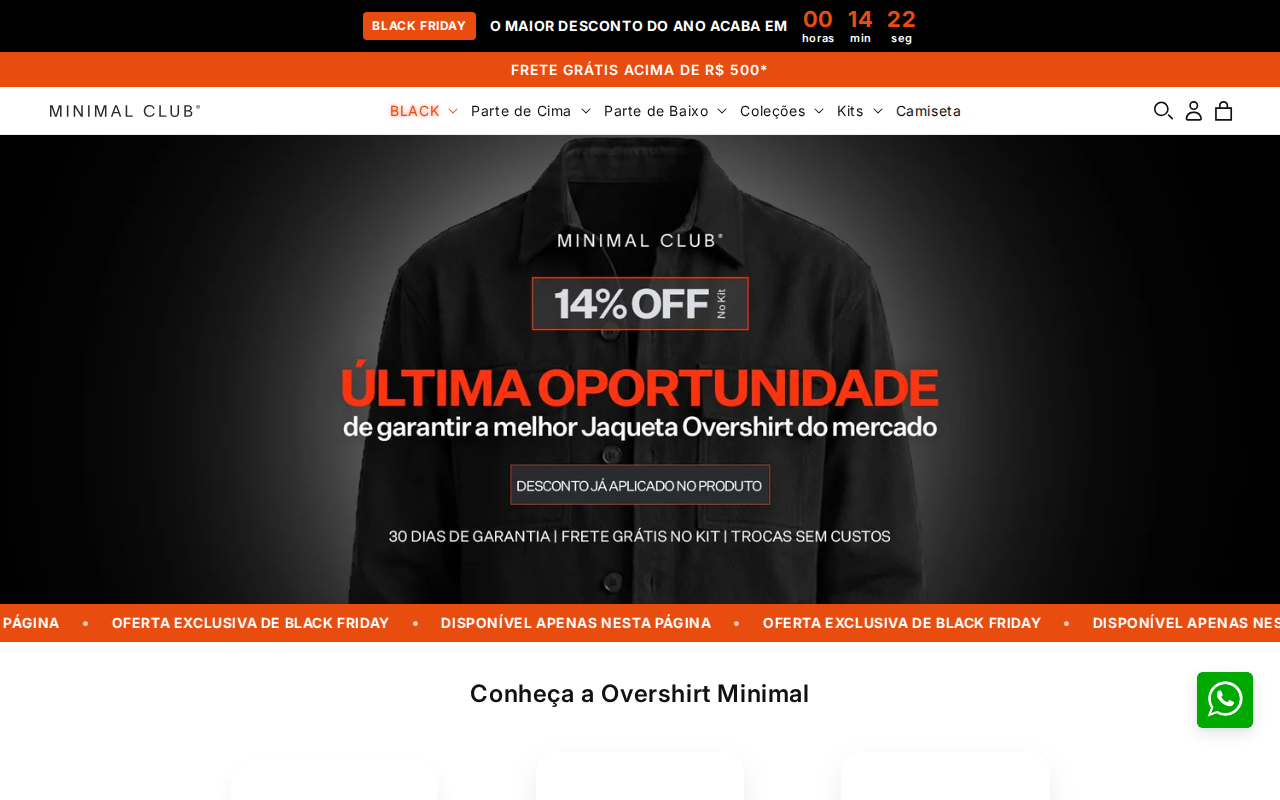 BLACK FRIDAY O MAIOR DESCONTO DO ANO ACABA EM 00 14 22
horas min seg
FRETE GRÁTIS ACIMA DE R$ 500*
MINIMAL CLUB® BLACK Parte de Cima Parte de Baixo Coleções Kits Camiseta
MINIMAL CLUB®
14% OFF No Kit
ÚLTIMA OPORTUNIDADE
de garantir a melhor Jaqueta Overshirt do mercado
DESCONTO JÁ APLICADO NO PRODUTO
30 DIAS DE GARANTIA | FRETE GRÁTIS NO KIT | TROCAS SEM CUSTOS
PÁGINA • OFERTA EXCLUSIVA DE BLACK FRIDAY • DISPONÍVEL APENAS NESTA PÁGINA • OFERTA EXCLUSIVA DE BLACK FRIDAY • DISPONÍVEL APENAS NES
Conheça a Overshirt Minimal